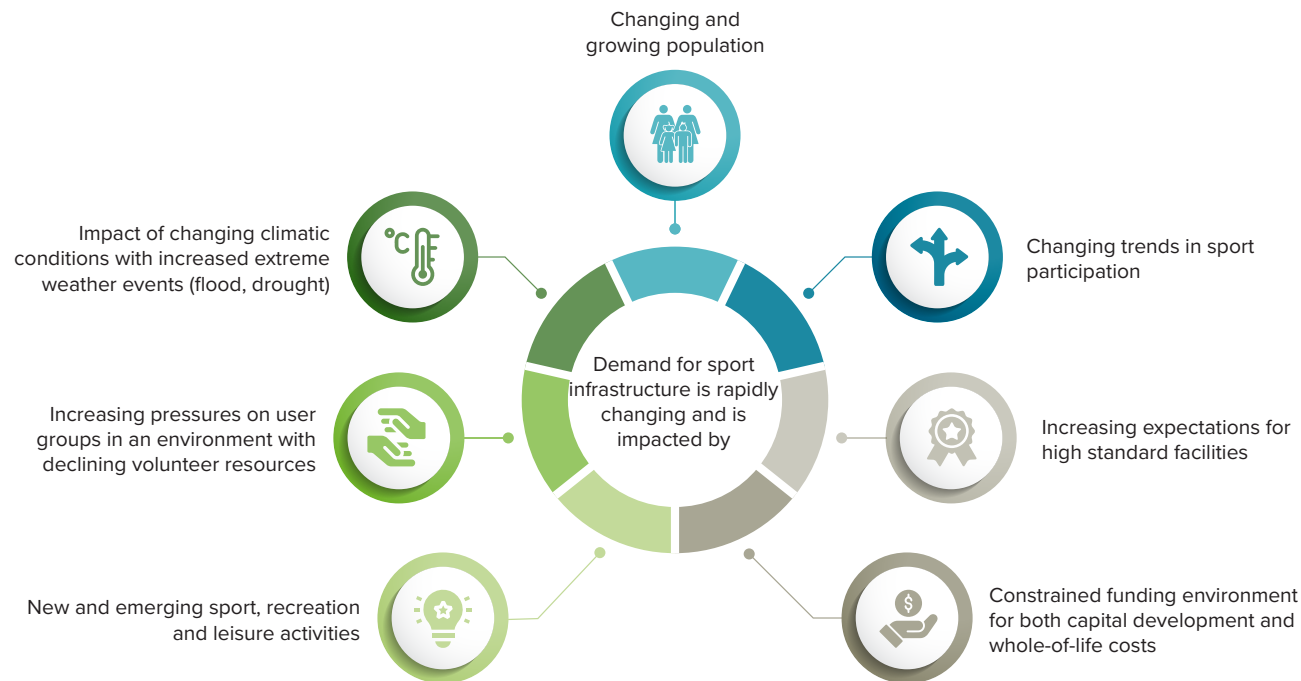 Changing and
growing population
Changing trends in sport
participation
Increasing expectations for
high standard facilities
Constrained funding environment
for both capital development and
whole-of-life costs
New and emerging sport, recreation
and leisure activities
Increasing pressures on user
groups in an environment with
declining volunteer resources
Impact of changing climatic
conditions with increased extreme
weather events (flood, drought)
°C
Demand for sport
infrastructure is rapidly
changing and is
impacted by
$